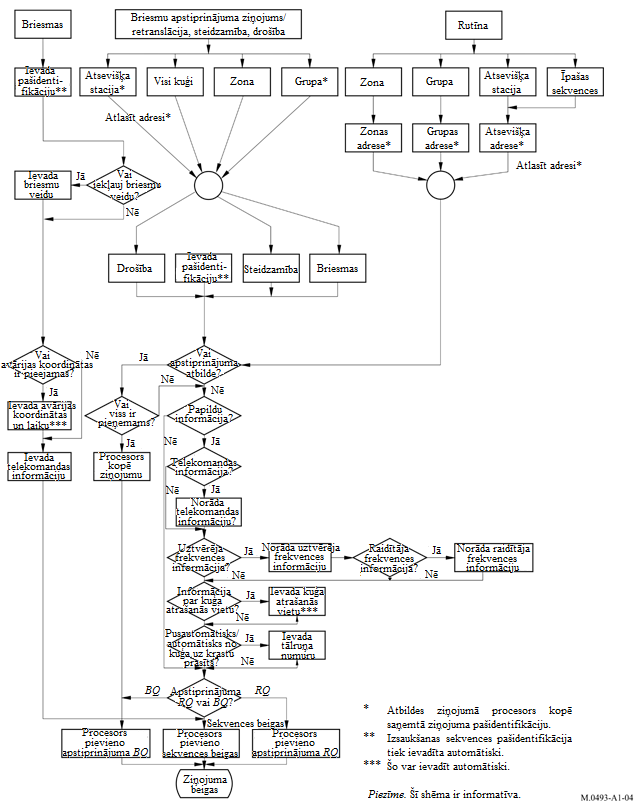 Briesmas
Briesmu apstiprinājuma ziņojums/
retranslācija, steidzamība, drošība
Rutīna
Ievada
pašidenti-
fikāciju**
Atsevišķa
stacija*
Visi kuģi
Zona
Grupa*
Zona
Grupa
Atsevišķa
stacija
Īpašas
sekvences
Atlasīt adresi*
Zonas
adrese*
Grupas
adrese*
Atsevišķa
adrese*
Atlasīt adresi*
Ievada
briesmu
veidu
Jā
Vai
iekļauj briesmu
veidu?
Nē
Drošība
Ievada
pašidenti-
fikāciju**
Steidzamība
Briesmas
Vai
avārijas koordinātas
ir pieejamas?
Nē
Jā
Vai
apstiprinājuma
atbilde?
Jā
Nē
Nē
Ievada avārijas
koordinātas
un laiku***
Vai
viss ir
pieņemams?
Papildu
informācija?
Jā
Nē
Jā
Ievada
telekomandas
informāciju
Procesors
kopē
ziņojumu
Telekomandas
informācija?
Nē
Jā
Norāda
telekomandas
informāciju?
Uztvērēja
frekvences
informācija?
Jā
Norāda uztvērēja
frekvences
informāciju
Raidītāja
frekvences
informācija?
Jā
Norāda raidītāja
frekvences
informāciju
Nē
Nē
Informācija
par kuģa
atrašanās vietu?
Jā
Ievada kuģa
atrašanās
vietu***
Nē
Pusautomātisks/
automātisks no
kuģa uz krastu
prasīts?
Jā
Ievada
tālruņa
numuru
Nē
BQ
Apstiprinājuma
RQ vai BQ?
RQ
Sekvences beigas
Procesors
pievieno
apstiprinājuma BQ
Procesors
pievieno
sekvences beigas
Procesors
pievieno
apstiprinājuma RQ
Ziņojuma
beigas
* Atbildes ziņojumā procesors kopē
saņemtā ziņojuma pašidentifikāciju.
** Izsaukšanas sekvences pašidentifikācija
tiek ievadīta automātiski.
*** Šo var ievadīt automātiski.
Piezīme. Šī shēma ir informatīva.
M.0493-A1-04